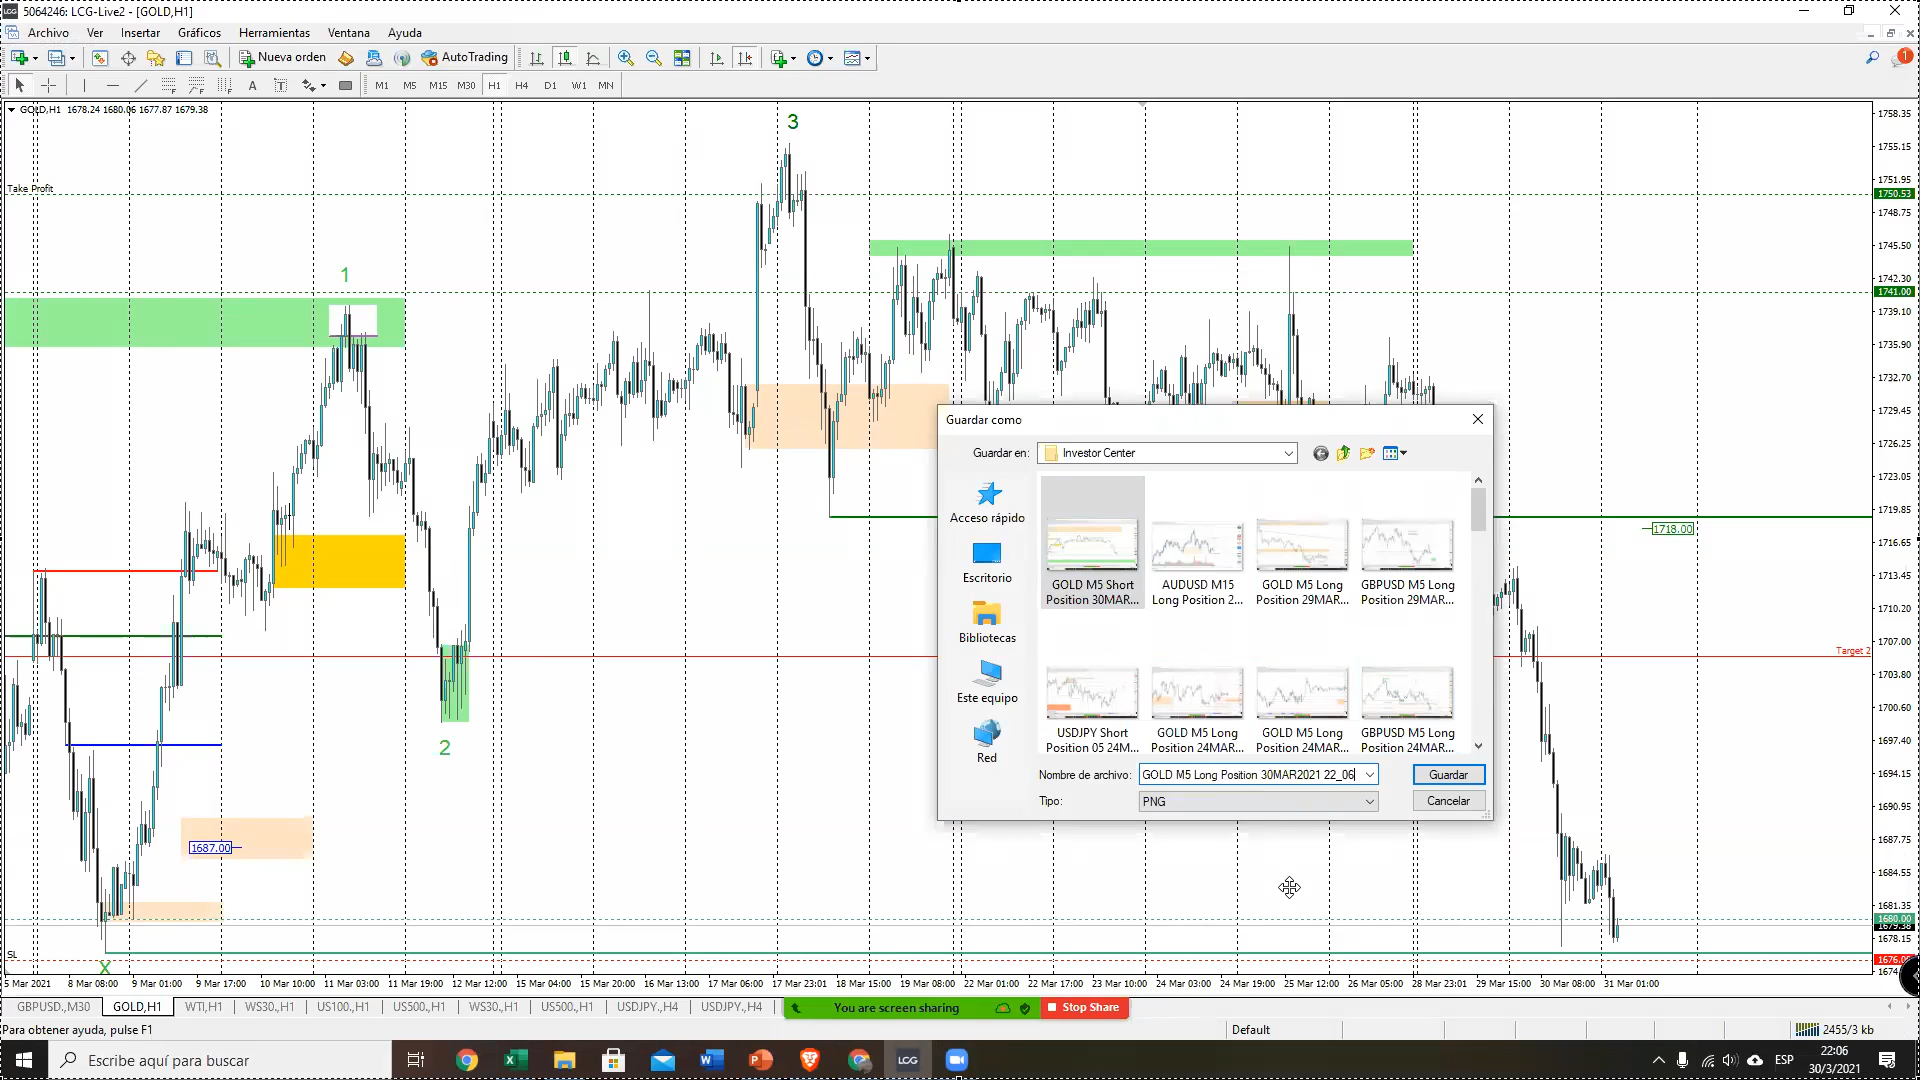 5064246: LCG-Live2 - [GOLD,H1]
Archivo Ver Insertar Gráficos Herramientas Ventana Ayuda
Nueva orden AutoTrading
A T M1 M5 M15 M30 H1 H4 D1 W1 MN
GOLD,H1 1678.24 1680.06 1677.87 1679.38
Take Profit
1
2
3
X
SL
1687.00
1718.00
Target 2
1758.35
1755.15
1751.95
1750.53
1748.75
1745.50
1742.30
1741.00
1739.10
1735.90
1732.70
1729.45
1726.25
1723.05
1719.85
1716.65
1713.45
1710.20
1707.00
1703.80
1700.60
1697.40
1694.15
1690.95
1687.75
1684.55
1681.35
1680.00
1679.38
1678.15
Guardar como
Guardar en: Investor Center
Acceso rápido
Escritorio
Bibliotecas
Este equipo
Red
GOLD M5 Short Position 30MAR...
AUDUSD M15 Long Position 2...
GOLD M5 Long Position 29MAR...
GBPUSD M5 Long Position 29MAR...
USDJPY Short Position 05 24M...
GOLD M5 Long Position 24MAR...
GOLD M5 Long Position 24MAR...
GBPUSD M5 Long Position 24MAR...
Nombre de archivo: GOLD M5 Long Position 30MAR2021 22_06 Guardar
Tipo: PNG Cancelar
5 Mar 2021 8 Mar 08:00 9 Mar 01:00 9 Mar 17:00 10 Mar 10:00 11 Mar 03:00 11 Mar 19:00 12 Mar 12:00 15 Mar 04:00 15 Mar 20:00 16 Mar 13:00 17 Mar 06:00 17 Mar 23:01 18 Mar 15:00 19 Mar 08:00 22 Mar 01:00 22 Mar 17:00 23 Mar 10:00 24 Mar 03:00 24 Mar 19:00 25 Mar 12:00 26 Mar 05:00 28 Mar 23:01 29 Mar 15:00 30 Mar 08:00 31 Mar 01:00
GBPUSD.,M30 GOLD,H1 WTI,H1 WS30.,H1 US100.,H1 US500.,H1 WS30.,H1 US500.,H1 USDJPY.,H4 USDJPY.,H4
You are screen sharing Stop Share
Para obtener ayuda, pulse F1 Default 2455/3 kb
Escribe aquí para buscar
LCG
ESP
22:06
30/3/2021